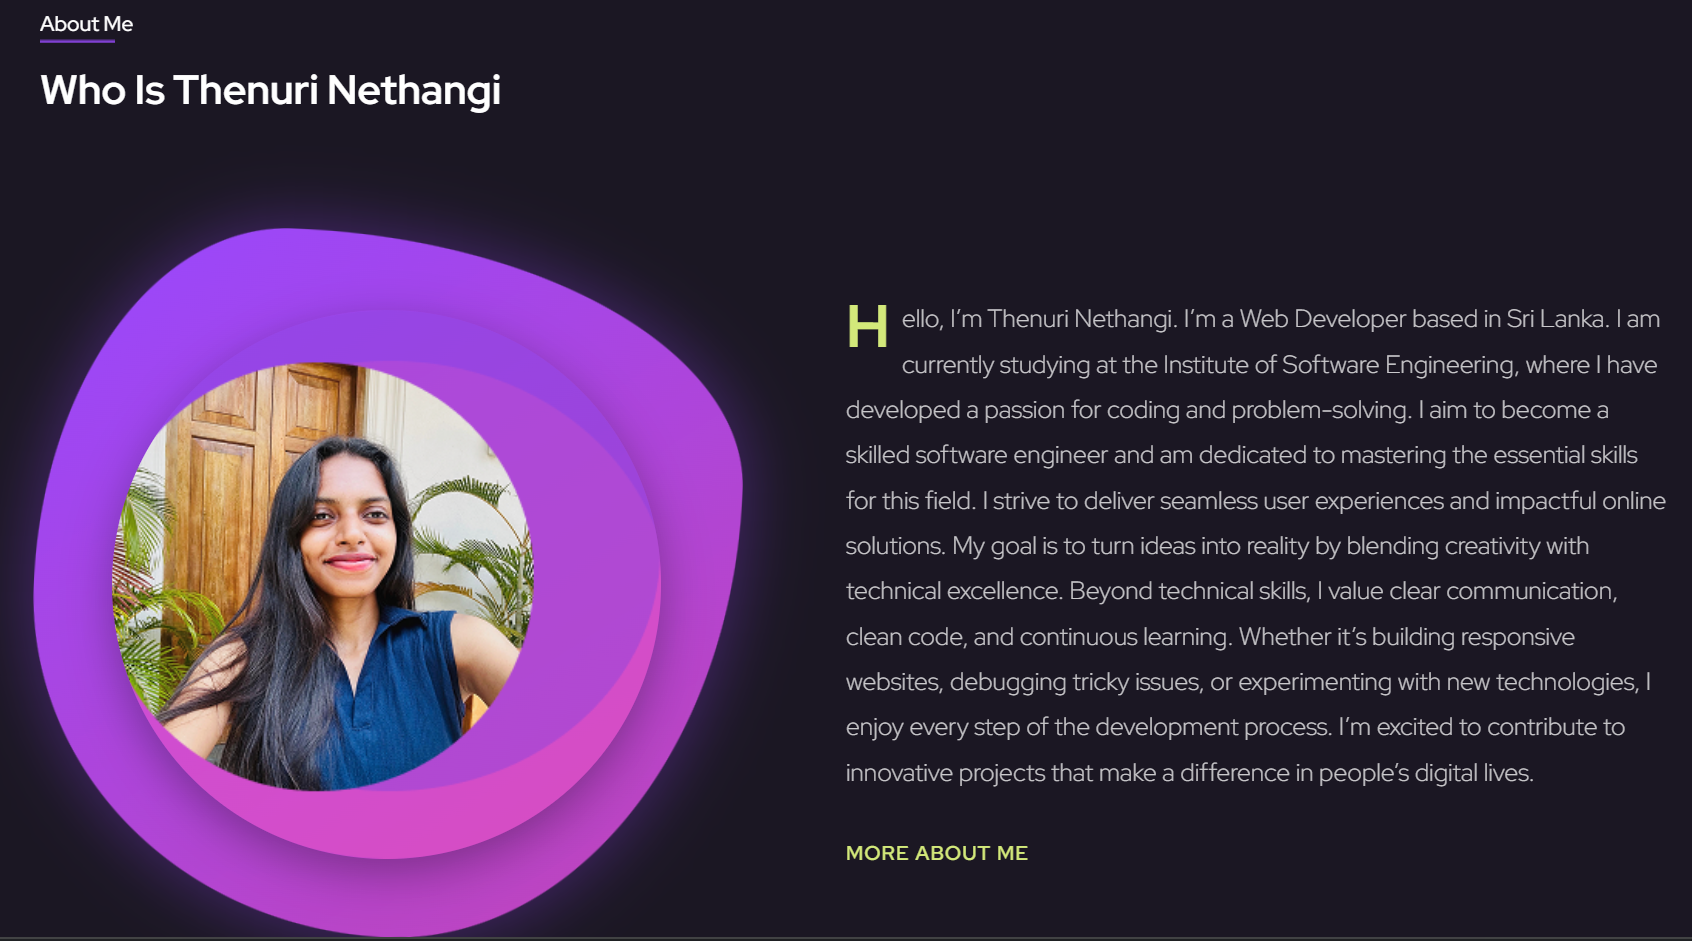 About Me
Who Is Thenuri Nethangi
Hello, I’m Thenuri Nethangi. I’m a Web Developer based in Sri Lanka. I am
currently studying at the Institute of Software Engineering, where I have
developed a passion for coding and problem-solving. I aim to become a
skilled software engineer and am dedicated to mastering the essential skills
for this field. I strive to deliver seamless user experiences and impactful online
solutions. My goal is to turn ideas into reality by blending creativity with
technical excellence. Beyond technical skills, I value clear communication,
clean code, and continuous learning. Whether it’s building responsive
websites, debugging tricky issues, or experimenting with new technologies, I
enjoy every step of the development process. I’m excited to contribute to
innovative projects that make a difference in people’s digital lives.
MORE ABOUT ME